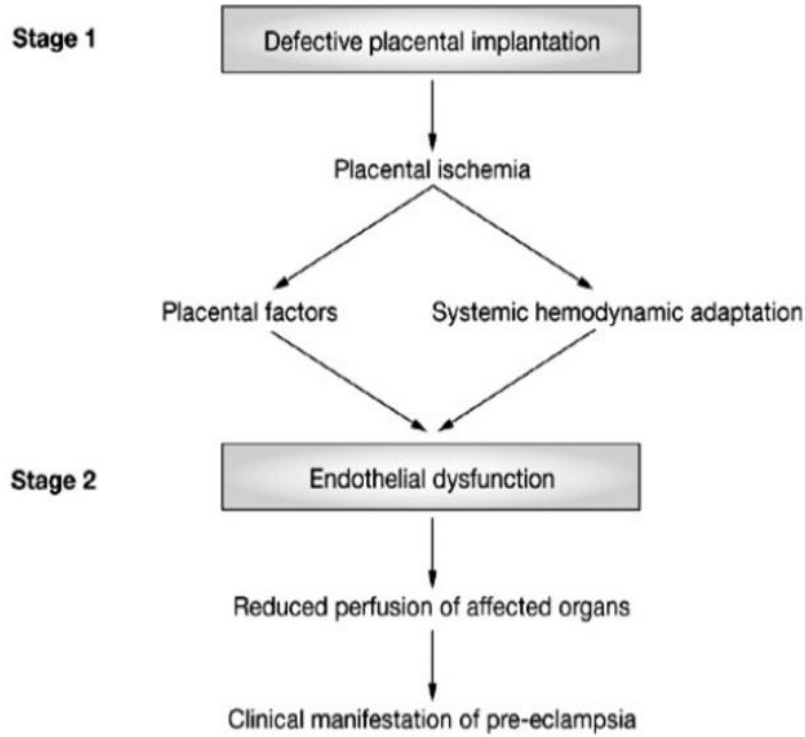 Stage 1
Defective placental implantation
Placental ischemia
Placental factors
Systemic hemodynamic adaptation
Stage 2
Endothelial dysfunction
Reduced perfusion of affected organs
Clinical manifestation of pre-eclampsia